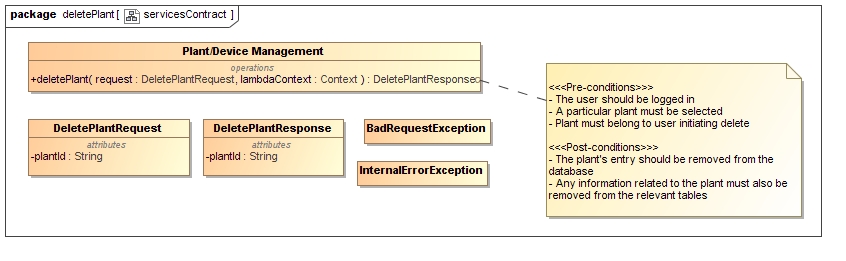 package deletePlant [ servicesContract ]
Plant/Device Management
operations
+deletePlant( request : DeletePlantRequest, lambdaContext : Context ) : DeletePlantResponse
<<<Pre-conditions>>>
- The user should be logged in
- A particular plant must be selected
- Plant must belong to user initiating delete
<<<Post-conditions>>>
- The plant's entry should be removed from the
database
- Any information related to the plant must also be
removed from the relevant tables
DeletePlantRequest
attributes
-plantId : String
DeletePlantResponse
attributes
-plantId : String
BadRequestException
InternalErrorException